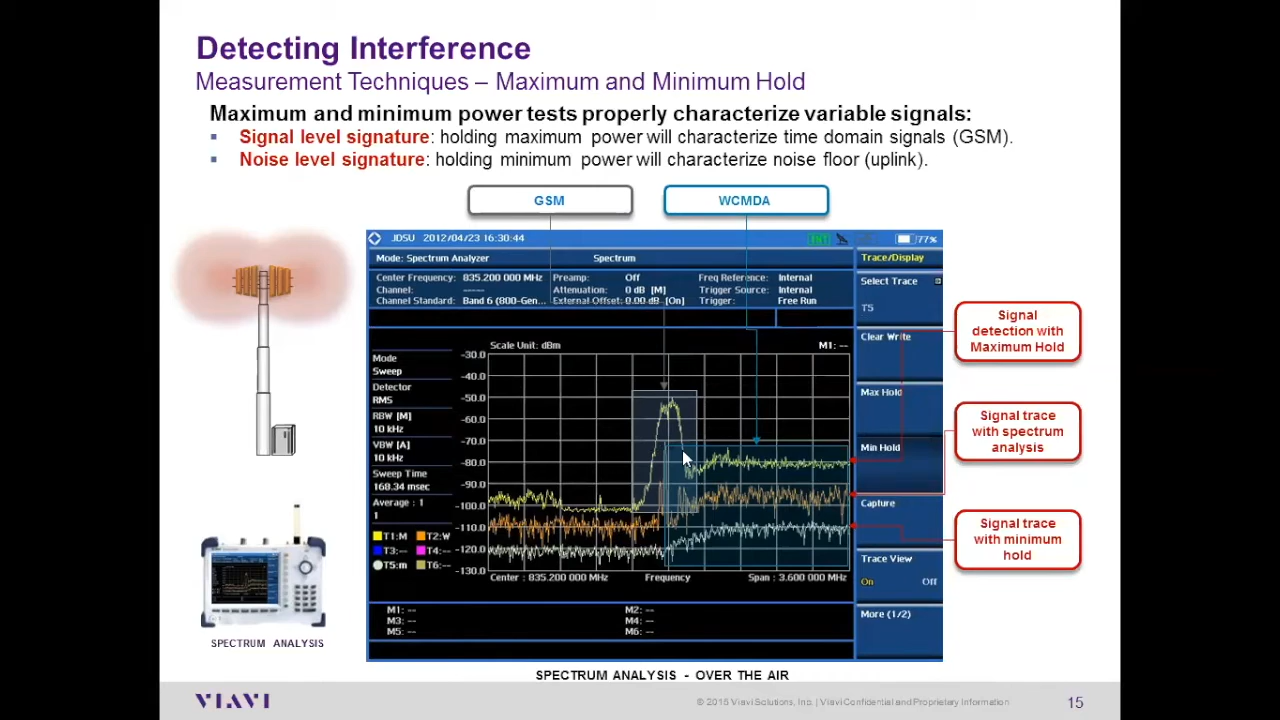 Detecting Interference
Measurement Techniques – Maximum and Minimum Hold
Maximum and minimum power tests properly characterize variable signals:
▪ Signal level signature: holding maximum power will characterize time domain signals (GSM).
▪ Noise level signature: holding minimum power will characterize noise floor (uplink).
GSM
WCMDA
JDSU 2012/04/23 16:30:44
INT
77%
Mode: Spectrum Analyzer
Spectrum
Trace/Display
Center Frequency: 835.200 000 MHz
Preamp: Off
Freq Reference: Internal
Channel: -----
Attenuation: 0 dB [M]
Trigger Source: Internal
Channel Standard: Band 6 (800-Gen...
External Offset: 0.00 dB [On]
Trigger: Free Run
Select Trace
T5
Clear Write
Max Hold
Min Hold
Capture
Trace View
On Off
More (1/2)
Scale Unit: dBm
M1: --
Mode
Sweep
Detector
RMS
RBW [M]
10 kHz
VBW [A]
10 kHz
Sweep Time
168.34 msec
Average : 1
1
T1:M T2:W
T3:-- T4:--
T5:m T6:--
-30.0
-40.0
-50.0
-60.0
-70.0
-80.0
-90.0
-100.0
-110.0
-120.0
-130.0
Center : 835.200 000 MHz
Frequency
Span : 3.600 000 MHz
M1: -- M2: --
M3: -- M4: --
M5: -- M6: --
Signal
detection with
Maximum Hold
Signal trace
with spectrum
analysis
Signal trace
with minimum
hold
SPECTRUM ANALYSIS
SPECTRUM ANALYSIS - OVER THE AIR
VIAVI
© 2015 Viavi Solutions, Inc. | Viavi Confidential and Proprietary Information
15